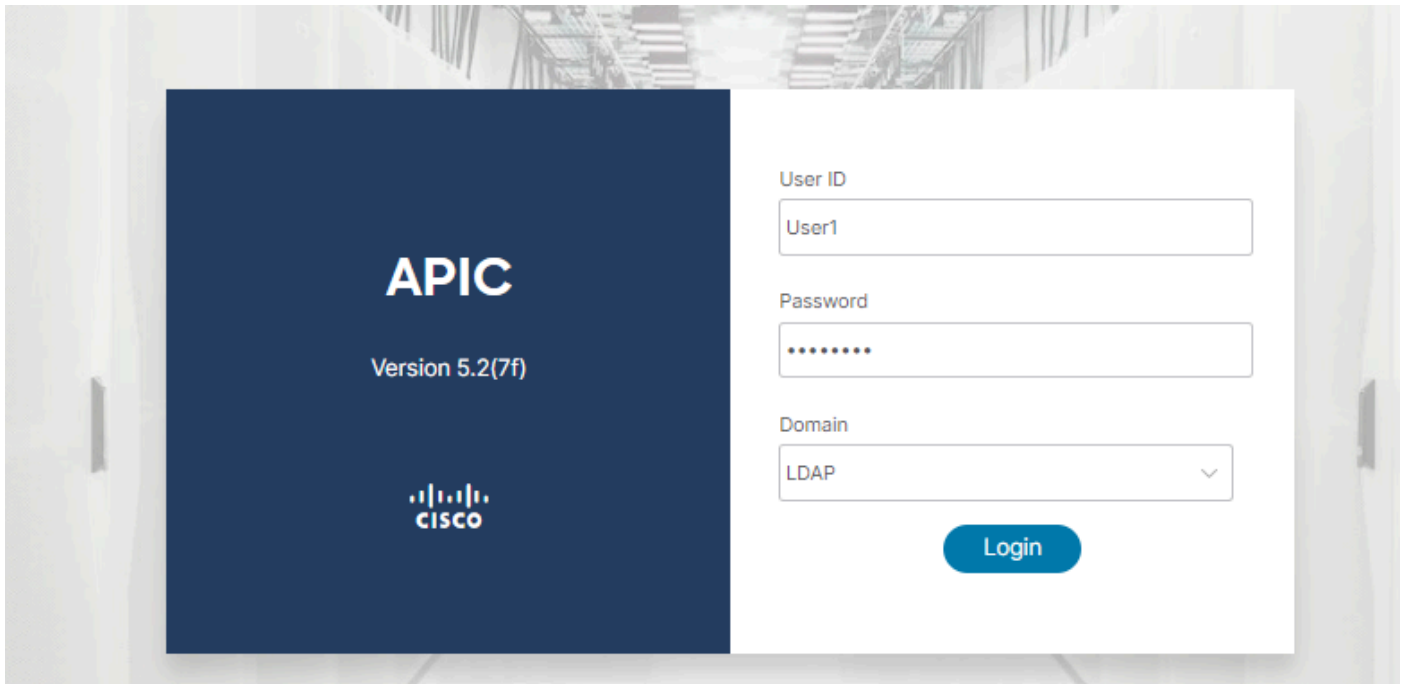 APIC
Version 5.2(7f)
CISCO
User ID
User1
Password
••••••••
Domain
LDAP
Login